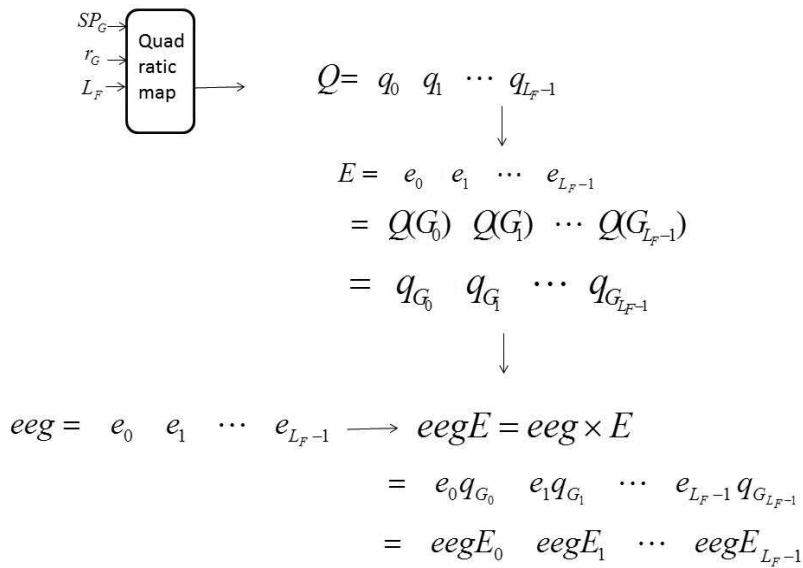 SP_G
r_G
L_F
Quad
ratic
map
Q= q_0 q_1 ⋯ q_{L_F−1}
E = e_0 e_1 ⋯ e_{L_F−1}
= Q(G_0) Q(G_1) ⋯ Q(G_{L_F−1})
= q_{G_0} q_{G_1} ⋯ q_{G_{L_F−1}}
eeg = e_0 e_1 ⋯ e_{L_F−1} → eegE = eeg × E
= e_0 q_{G_0} e_1 q_{G_1} ⋯ e_{L_F−1} q_{G_{L_F−1}}
= eegE_0 eegE_1 ⋯ eegE_{L_F−1}